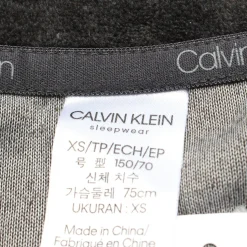 Klein
Calvin K
CALVIN KLEIN
sleepwear
XS/TP/ECH/EP
号 型 150/70
신체 치수
가슴둘레 75cm
UKURAN: XS
Made in China/
Fabriqué en Chine